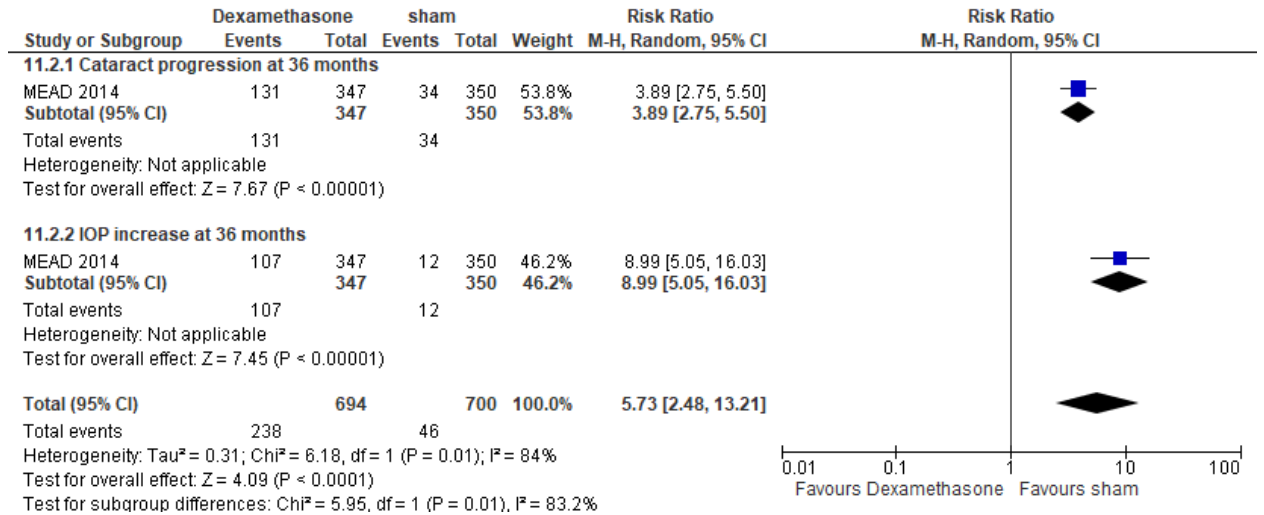 Dexamethasone sham Risk Ratio Risk Ratio
Study or Subgroup Events Total Events Total Weight M-H, Random, 95% CI M-H, Random, 95% CI
11.2.1 Cataract progression at 36 months
MEAD 2014 131 347 34 350 53.8% 3.89 [2.75, 5.50]
Subtotal (95% CI) 347 350 53.8% 3.89 [2.75, 5.50]
Total events 131 34
Heterogeneity: Not applicable
Test for overall effect: Z = 7.67 (P < 0.00001)
11.2.2 IOP increase at 36 months
MEAD 2014 107 347 12 350 46.2% 8.99 [5.05, 16.03]
Subtotal (95% CI) 347 350 46.2% 8.99 [5.05, 16.03]
Total events 107 12
Heterogeneity: Not applicable
Test for overall effect: Z = 7.45 (P < 0.00001)
Total (95% CI) 694 700 100.0% 5.73 [2.48, 13.21]
Total events 238 46
Heterogeneity: Tau² = 0.31; Chi² = 6.18, df = 1 (P = 0.01); I² = 84%
Test for overall effect: Z = 4.09 (P < 0.0001)
Test for subgroup differences: Chi² = 5.95, df = 1 (P = 0.01), I² = 83.2%
0.01 0.1 1 10 100
Favours Dexamethasone Favours sham